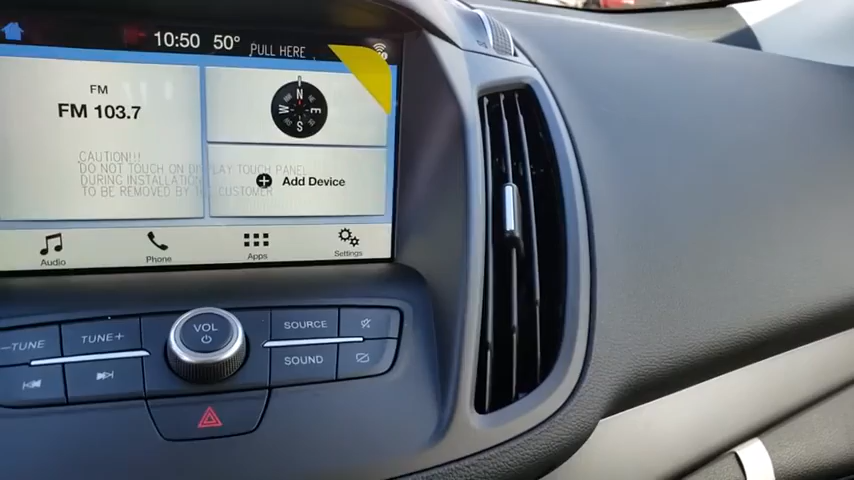 10:50 50°
PULL HERE
FM
FM 103.7
N
W E
S
CAUTION!!!
DO NOT TOUCH ON DISPLAY TOUCH PANEL
DURING INSTALLATION.
TO BE REMOVED BY CUSTOMER
Add Device
Audio
Phone
Apps
Settings
TUNE
TUNE +
VOL
SOURCE
SOUND